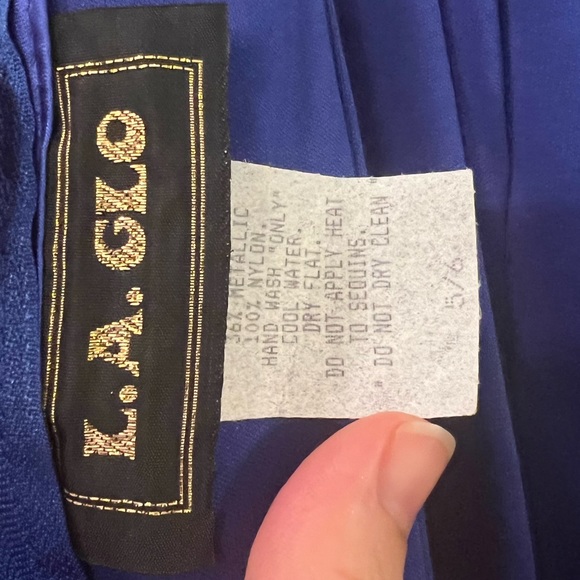 L.A. GLO
METALLIC
100% NYLON
HAND WASH "ONLY"
COOL WATER.
DRY FLAT.
DO NOT APPLY HEAT
TO SEQUINS.
" DO NOT DRY CLEAN "
5/6